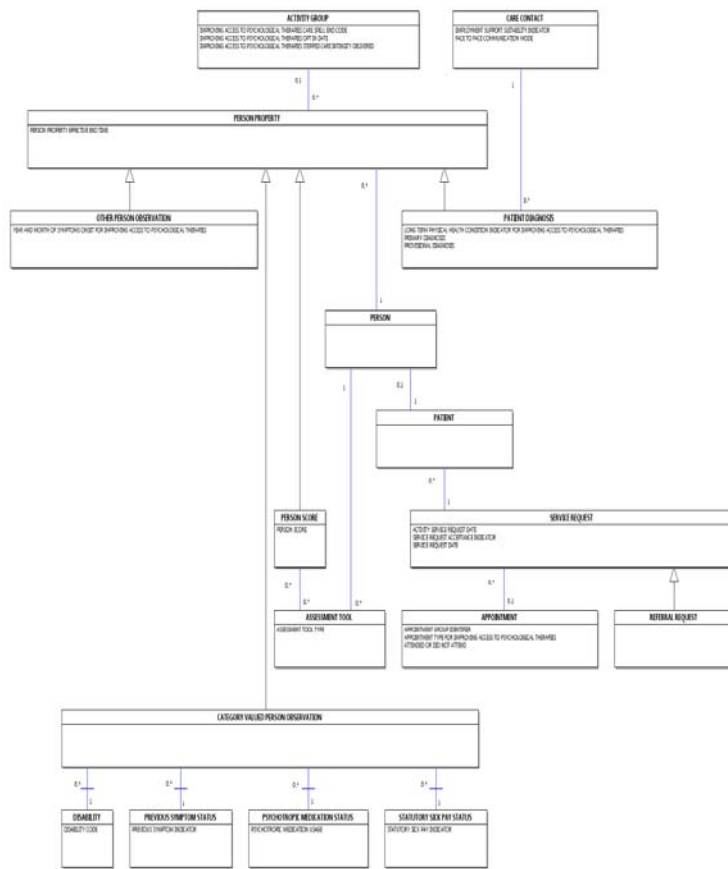 ACTIVITY GROUP
IMPROVING ACCESS TO PSYCHOLOGICAL THERAPIES CARE SPELL END CODE
IMPROVING ACCESS TO PSYCHOLOGICAL THERAPIES OPT IN DATE
IMPROVING ACCESS TO PSYCHOLOGICAL THERAPIES STEPPED CARE INTENSITY DELIVERED
CARE CONTACT
EMPLOYMENT SUPPORT SUITABILITY INDICATOR
FACE TO FACE COMMUNICATION MODE
0..1
0..*
1
PERSON PROPERTY
PERSON PROPERTY EFFECTIVE END TIME
0..*
0..*
OTHER PERSON OBSERVATION
YEAR AND MONTH OF SYMPTOMS ONSET FOR IMPROVING ACCESS TO PSYCHOLOGICAL THERAPIES
PATIENT DIAGNOSIS
LONG TERM PHYSICAL HEALTH CONDITION INDICATOR FOR IMPROVING ACCESS TO PSYCHOLOGICAL THERAPIES
PRIMARY DIAGNOSIS
PROVISIONAL DIAGNOSIS
1
PERSON
1
0..1
1
PATIENT
0..*
1
PERSON SCORE
PERSON SCORE
SERVICE REQUEST
ACTIVITY SERVICE REQUEST DATE
SERVICE REQUEST ACCEPTANCE INDICATOR
SERVICE REQUEST DATE
0..*
0..*
0..*
0..*
0..1
ASSESSMENT TOOL
ASSESSMENT TOOL TYPE
APPOINTMENT
APPOINTMENT GROUP IDENTIFIER
APPOINTMENT TYPE FOR IMPROVING ACCESS TO PSYCHOLOGICAL THERAPIES
ATTENDED OR DID NOT ATTEND
REFERRAL REQUEST
CATEGORY VALUED PERSON OBSERVATION
0..*
1
0..*
1
0..*
1
0..*
1
DISABILITY
DISABILITY CODE
PREVIOUS SYMPTOM STATUS
PREVIOUS SYMPTOM INDICATOR
PSYCHOTROPIC MEDICATION STATUS
PSYCHOTROPIC MEDICATION USAGE
STATUTORY SICK PAY STATUS
STATUTORY SICK PAY INDICATOR